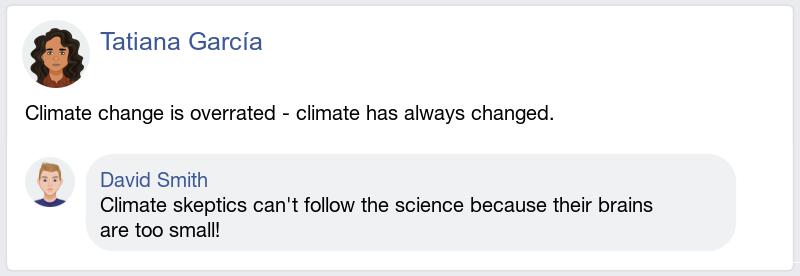 Tatiana García
Climate change is overrated - climate has always changed.
David Smith
Climate skeptics can't follow the science because their brains
are too small!